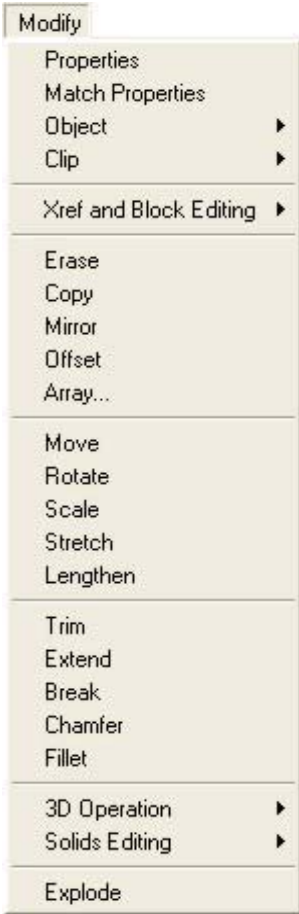 Modify
Properties
Match Properties
Object
Clip
Xref and Block Editing
Erase
Copy
Mirror
Offset
Array...
Move
Rotate
Scale
Stretch
Lengthen
Trim
Extend
Break
Chamfer
Fillet
3D Operation
Solids Editing
Explode